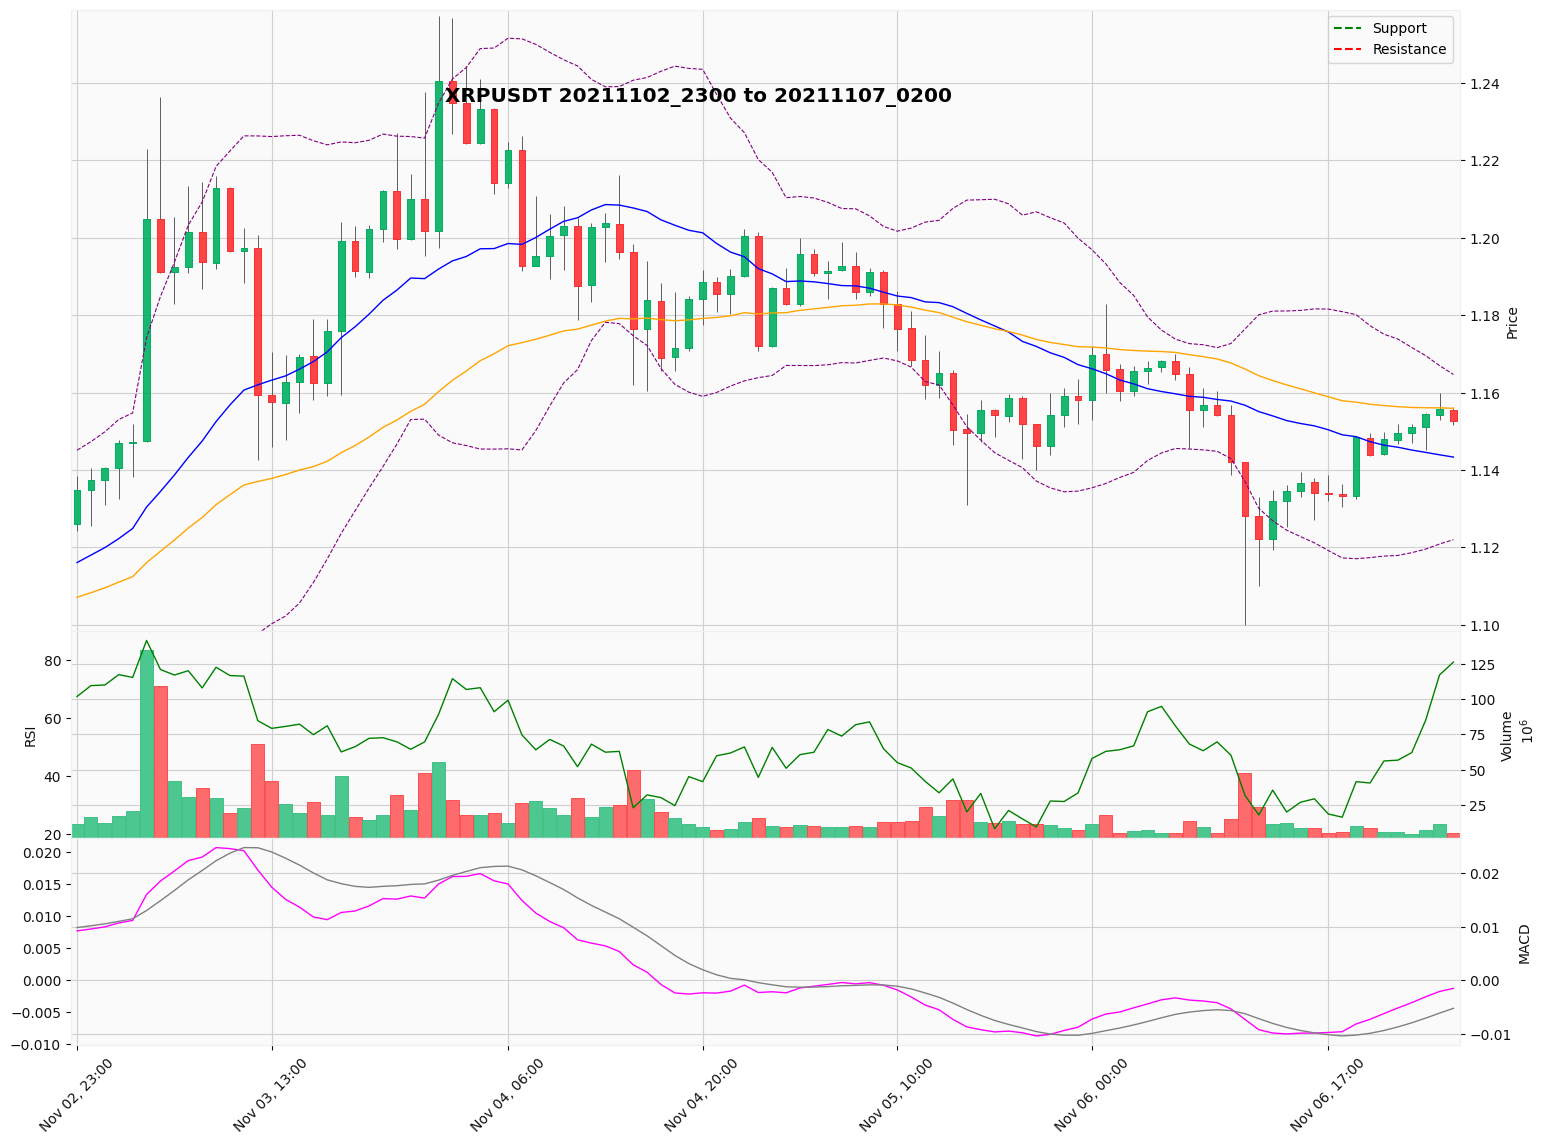 XRPUSDT 20211102_2300 to 20211107_0200
Support
Resistance
1.24
1.22
1.20
1.18
1.16
1.14
1.12
1.10
Price
80
60
40
20
RSI
125
100
75
50
25
Volume
10^6
0.020
0.015
0.010
0.005
0.000
−0.005
−0.010
0.02
0.01
0.00
−0.01
MACD
Nov 02, 23:00
Nov 03, 13:00
Nov 04, 06:00
Nov 04, 20:00
Nov 05, 10:00
Nov 06, 00:00
Nov 06, 17:00